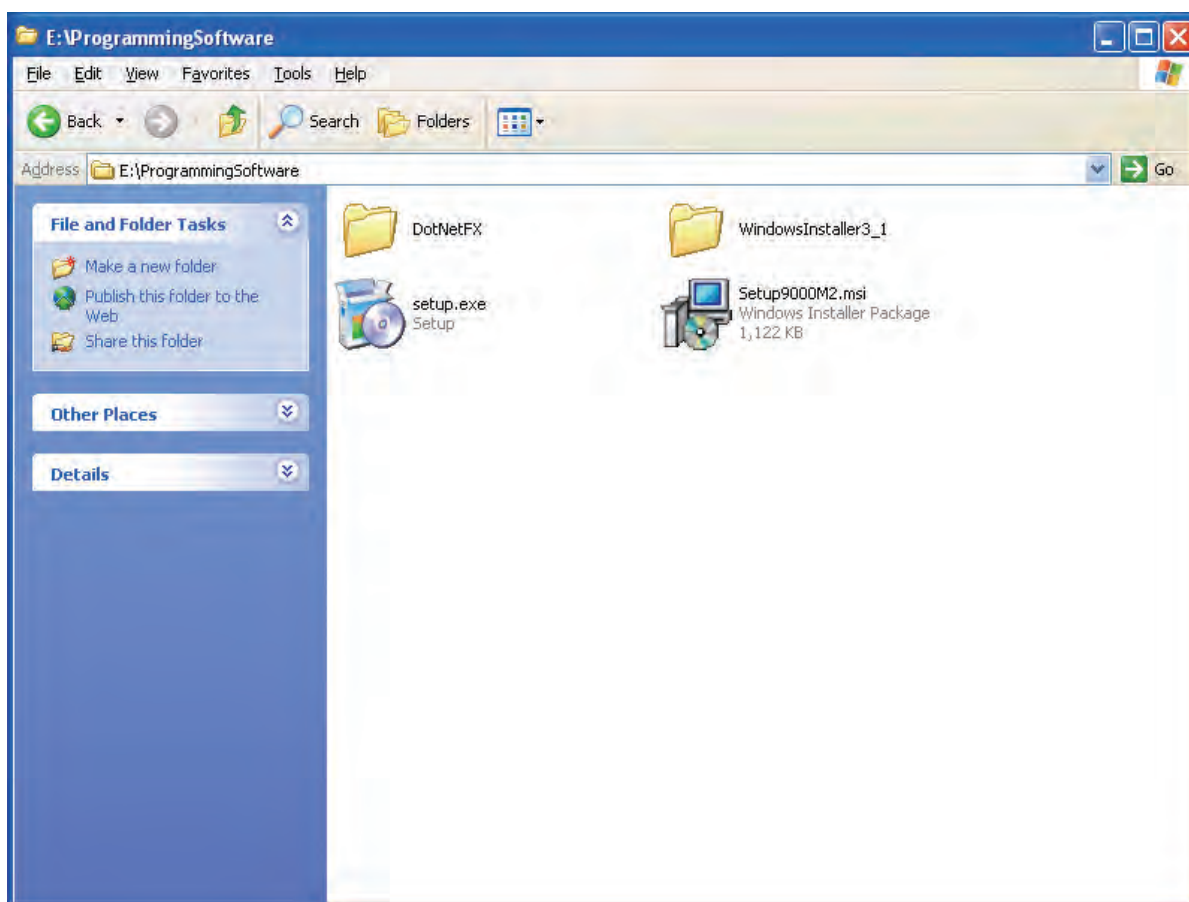 E:\ProgrammingSoftware
File Edit View Favorites Tools Help
Back Search Folders
Address E:\ProgrammingSoftware Go
File and Folder Tasks
Make a new folder
Publish this folder to the
Web
Share this folder
Other Places
Details
DotNetFX
WindowsInstaller3_1
setup.exe
Setup
Setup9000M2.msi
Windows Installer Package
1,122 KB